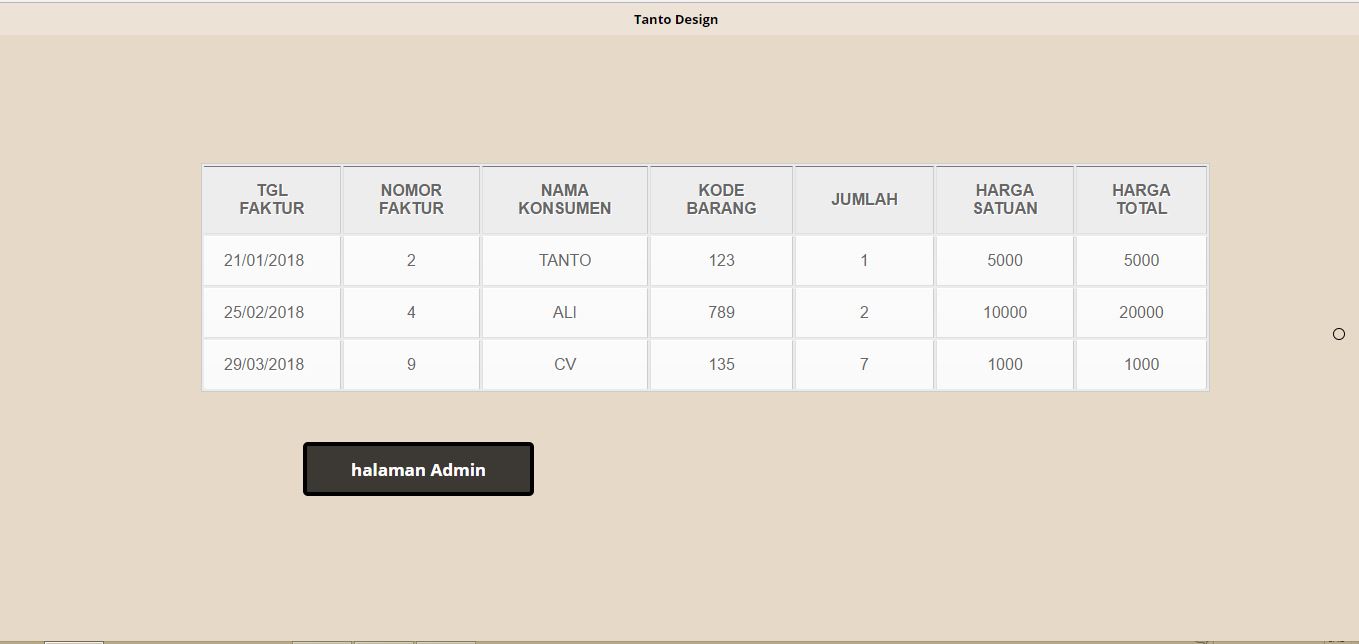 Tanto Design
TGL FAKTUR NOMOR FAKTUR NAMA KONSUMEN KODE BARANG JUMLAH HARGA SATUAN HARGA TOTAL
21/01/2018 2 TANTO 123 1 5000 5000
25/02/2018 4 ALI 789 2 10000 20000
29/03/2018 9 CV 135 7 1000 1000
halaman Admin